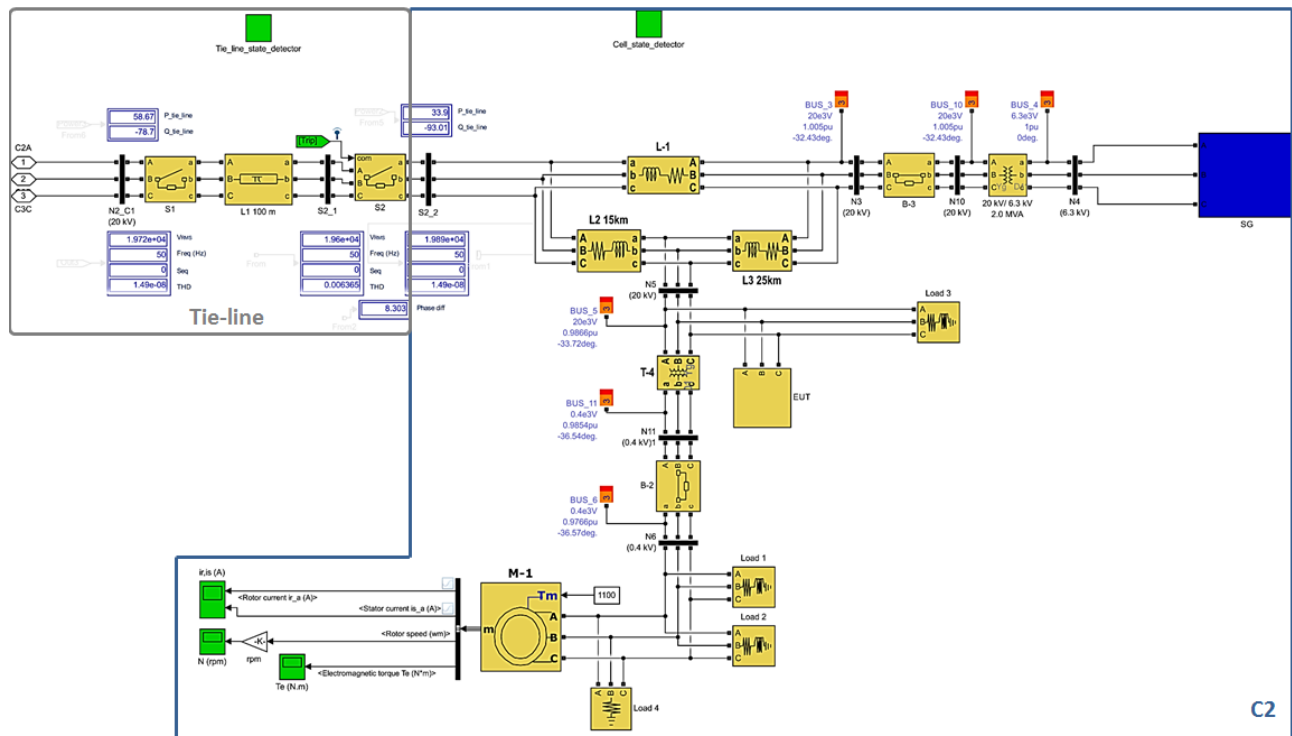 Tie_line_state_detector
Cell_state_detector
58.67
P_tie_line
-78.7
Q_tie_line
From5
33.9
P_tie_line
-93.01
Q_tie_line
[Trip]
BUS_3
20e3V
1.005pu
-32.43deg.
BUS_10
20e3V
1.005pu
-32.43deg.
BUS_4
6.3e3V
1pu
0deg.
C2A
1
2
3
C3C
N2_C1
(20 kV)
A
B
C
a
b
c
S1
A
B
C
π
a
b
c
L1 100 m
S2_1
com
A
B
C
a
b
c
S2
S2_2
L-1
a
b
c
A
B
C
N3
(20 kV)
A
B
C
a
b
c
B-3
N10
(20 kV)
A
B
C
a
b
c
Yg
20 kV/ 6.3 kV
2.0 MVA
N4
(6.3 kV)
SG
L2 15km
A
B
C
a
b
c
a
b
c
A
B
C
L3 25km
1.972e+04
Vrms
50
Freq (Hz)
0
Seq
1.49e-08
THD
From
1.96e+04
Vrms
50
Freq (Hz)
0
Seq
0.006365
THD
1.989e+04
50
0
1.49e-08
8.303
Phase diff
Tie-line
N5
(20 kV)
BUS_5
20e3V
0.9866pu
-33.72deg.
Load 3
A
B
C
A B C
a b c
T-4
A B C
EUT
BUS_11
0.4e3V
0.9854pu
-36.54deg.
N11
(0.4 kV)1
A B C
a b c
B-2
BUS_6
0.4e3V
0.9766pu
-36.57deg.
N6
(0.4 kV)
Load 1
A
B
C
Load 2
A
B
C
M-1
Tm
1100
A
B
C
m
ir,is (A)
<Rotor current ir_a (A)>
<Stator current is_a (A)>
<Rotor speed (wm)>
N (rpm)
-K-
rpm
<Electromagnetic torque Te (N*m)>
Te (N.m)
A B C
Load 4
C2